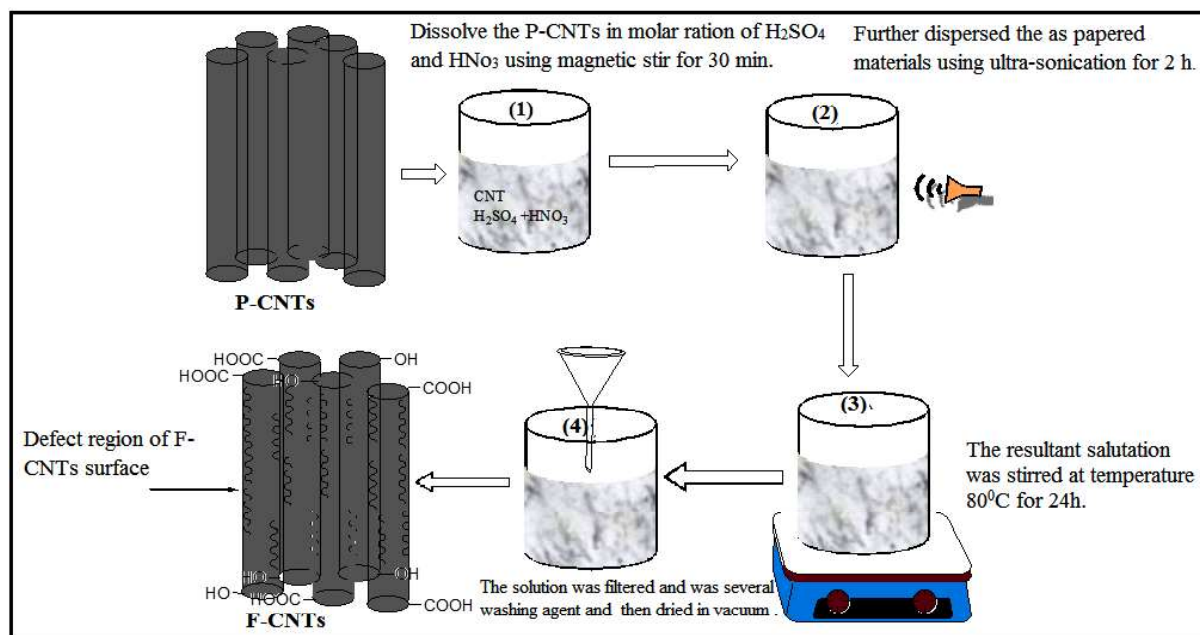 Dissolve the P-CNTs in molar ration of H₂SO₄
and HNo₃ using magnetic stir for 30 min.
Further dispersed the as papered
materials using ultra-sonication for 2 h.
(1)
CNT
H₂SO₄ +HNO₃
(2)
P-CNTs
(3)
The resultant salutation
was stirred at temperature
80⁰C for 24h.
(4)
The solution was filtered and was several
washing agent and then dried in vacuum .
HOOC
OH
HOOC
HO
COOH
Defect region of F-
CNTs surface
HO
OH
HO
HOOC
COOH
F-CNTs